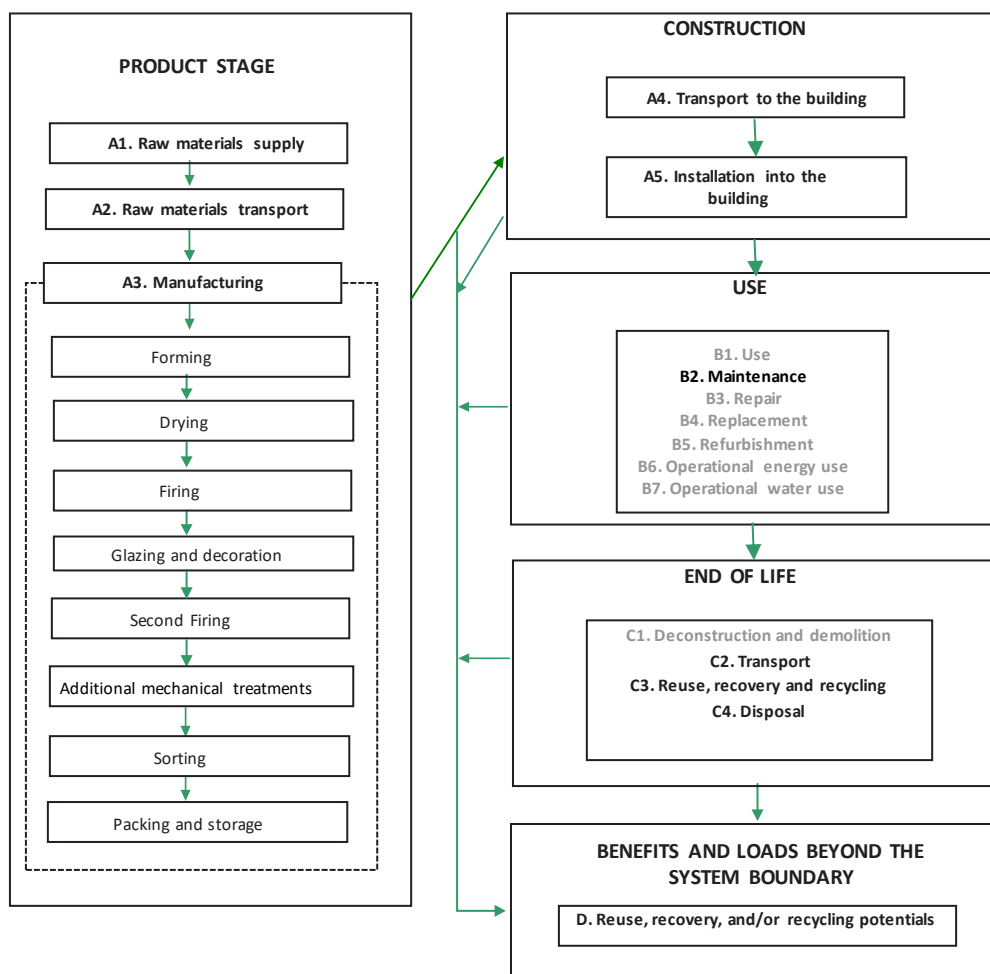 PRODUCT STAGE
A1. Raw materials supply
A2. Raw materials transport
A3. Manufacturing
Forming
Drying
Firing
Glazing and decoration
Second Firing
Additional mechanical treatments
Sorting
Packing and storage
CONSTRUCTION
A4. Transport to the building
A5. Installation into the
building
USE
B1. Use
B2. Maintenance
B3. Repair
B4. Replacement
B5. Refurbishment
B6. Operational energy use
B7. Operational water use
END OF LIFE
C1. Deconstruction and demolition
C2. Transport
C3. Reuse, recovery and recycling
C4. Disposal
BENEFITS AND LOADS BEYOND THE
SYSTEM BOUNDARY
D. Reuse, recovery, and/or recycling potentials